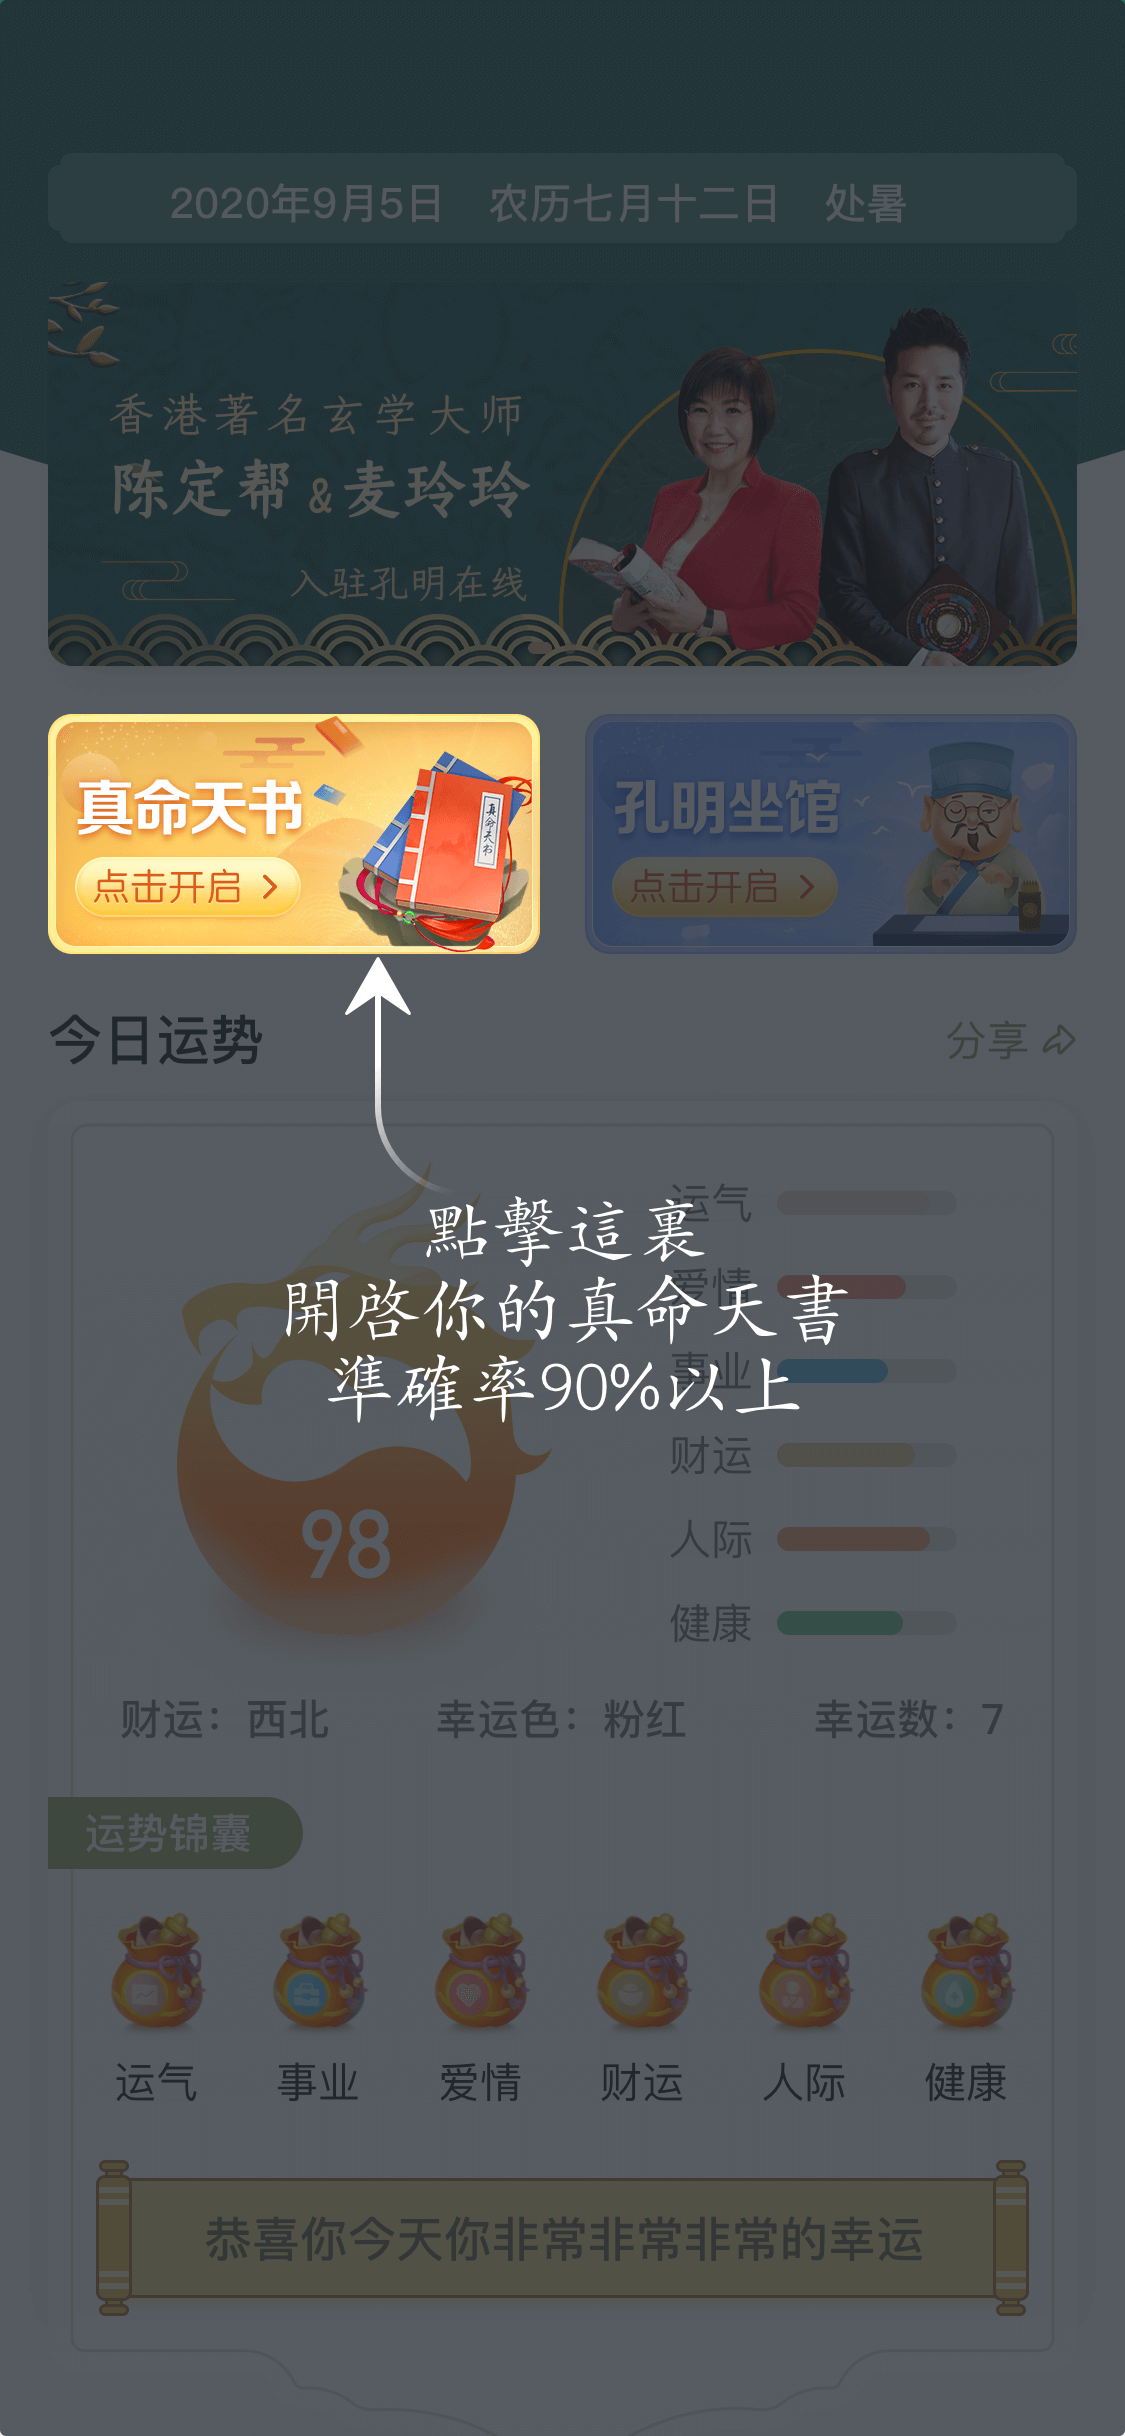 2020年9月5日 农历七月十二日 处暑
香港著名玄学大师
陈定帮&麦玲玲
入驻孔明在线
真命天书
点击开启 >
真命天书
孔明坐馆
点击开启 >
今日运势
分享
點擊這裏
開啓你的真命天書
準確率90%以上
98
运气
爱情
事业
财运
人际
健康
财运：西北
幸运色：粉红
幸运数：7
运势锦囊
运气
事业
爱情
财运
人际
健康
恭喜你今天你非常非常非常的幸运